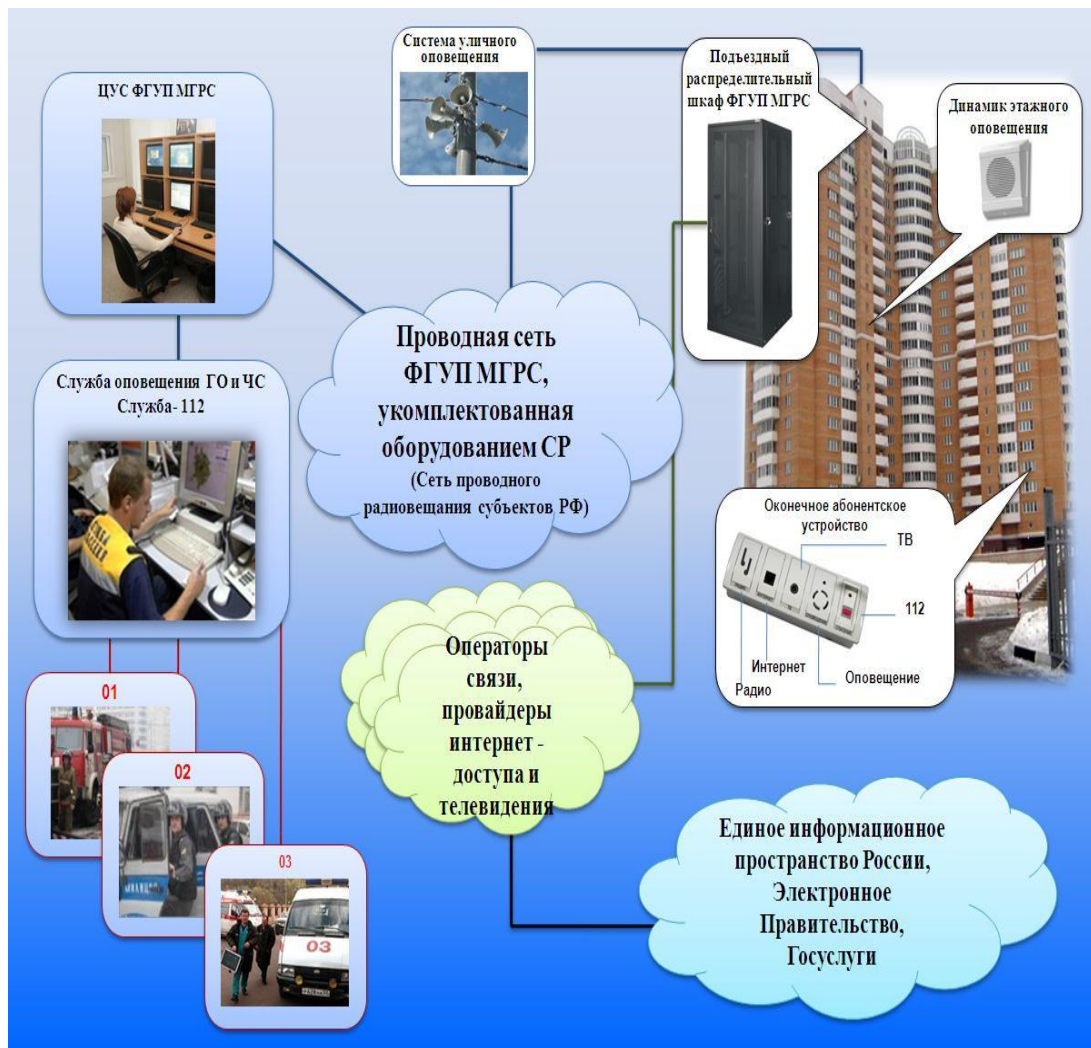 ЦУС ФГУП МГРС
Система уличного
оповещения
Подъездный
распределительный
шкаф ФГУП МГРС
Динамик этажного
оповещения
Служба оповещения ГО и ЧС
Служба- 112
Проводная сеть
ФГУП МГРС,
укомплектованная
оборудованием СР
(Сеть проводного
радиовещания субъектов РФ)
Оконечное абонентское
устройство
ТВ
112
Интернет
Оповещение
Радио
Операторы
связи,
провайдеры
интернет -
доступа и
телевидения
01
02
03
03
Единое информационное
пространство России,
Электронное
Правительство,
Госуслуги